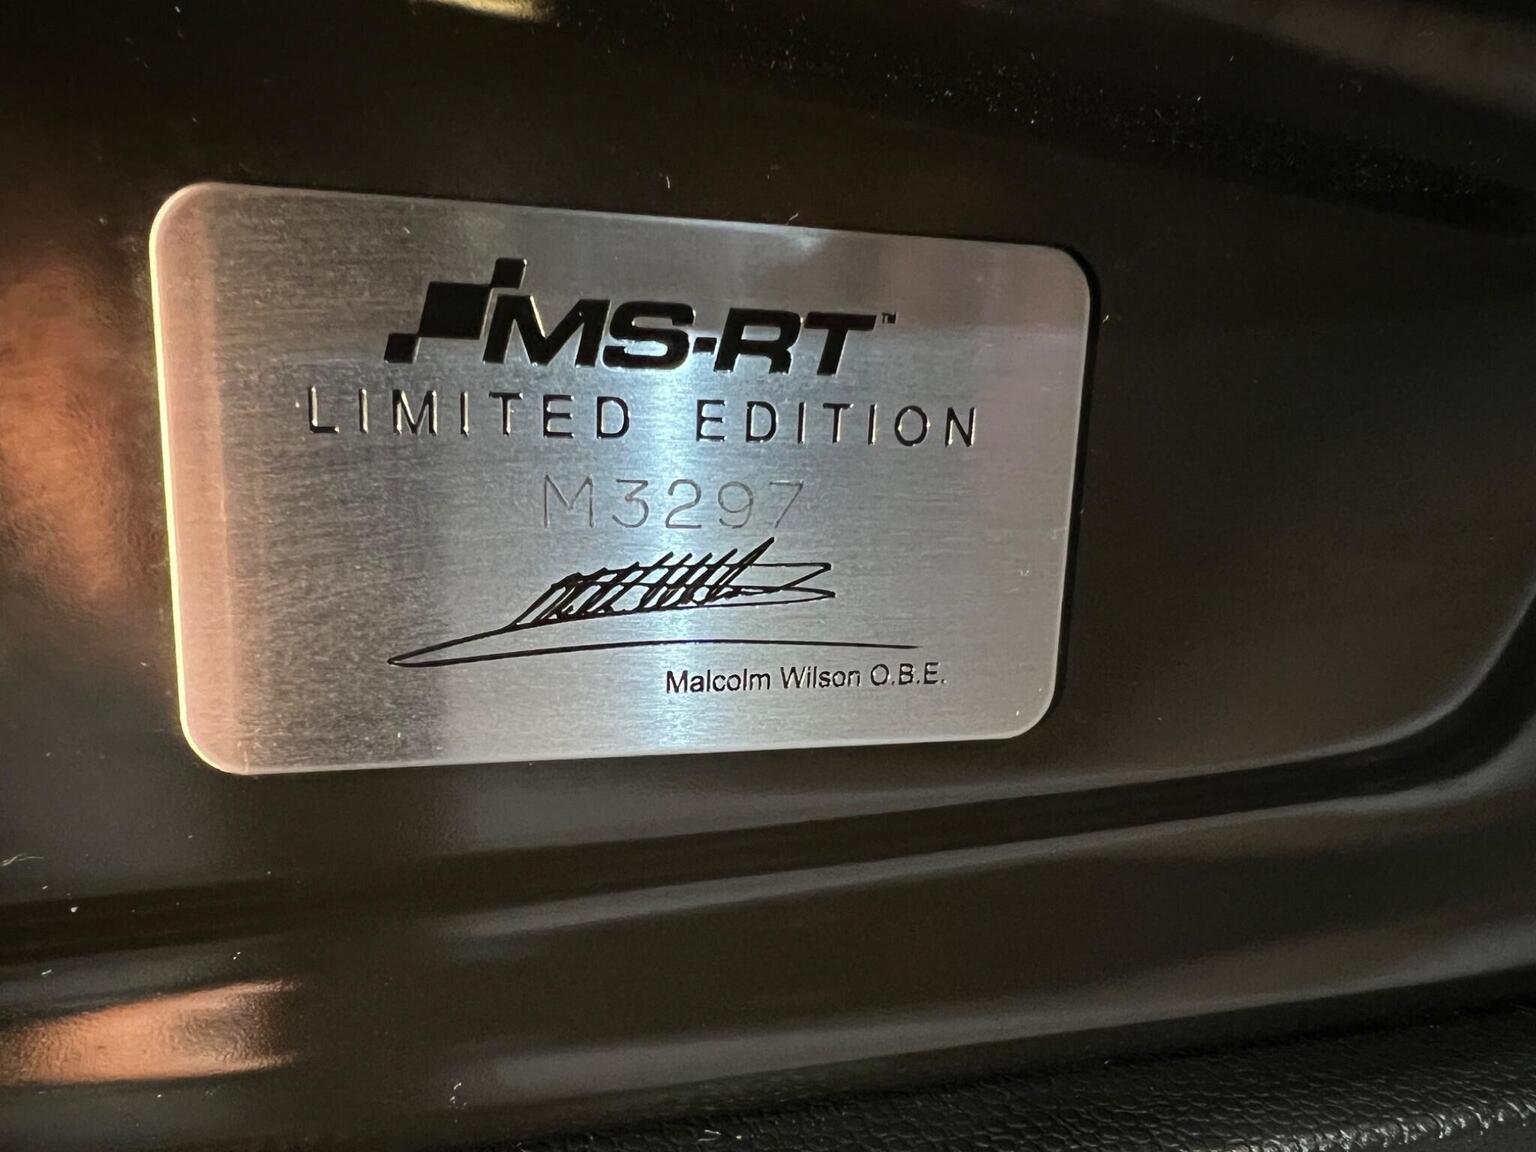 MS-RT™
LIMITED EDITION
M3297
Malcolm Wilson O.B.E.